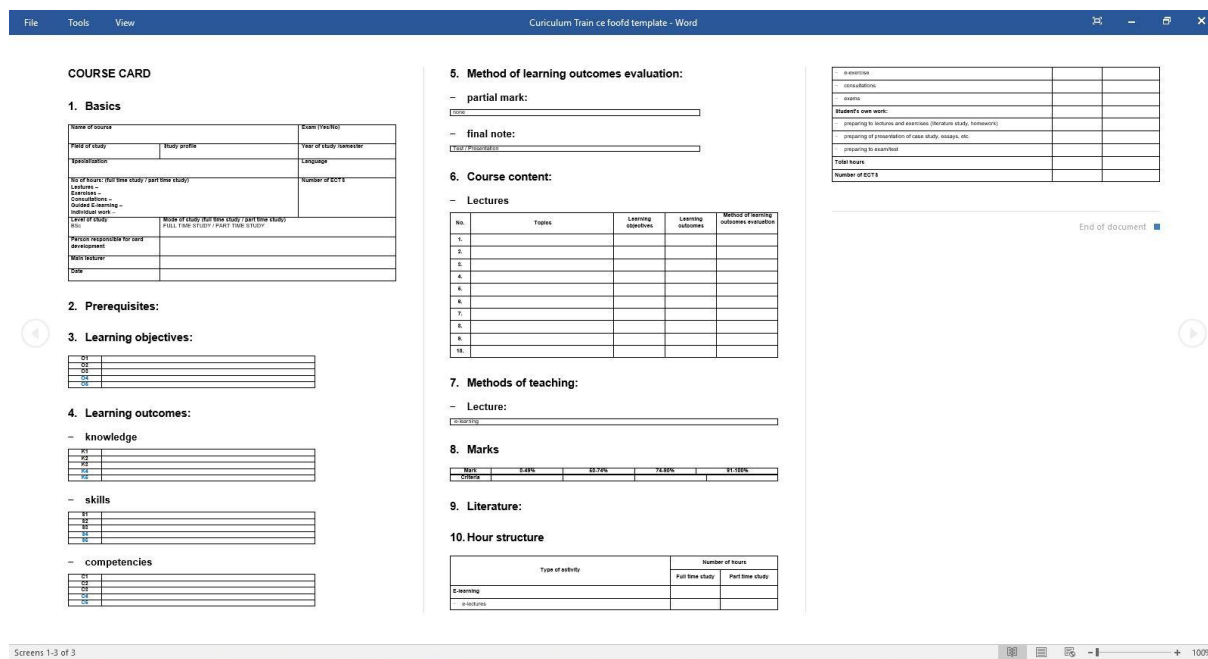 File Tools View Curiculum Train ce foofd template - Word
COURSE CARD
1. Basics
Name of course Exam (Yes/No)
Field of study Study profile Year of study /semester
Specialization Language
No of hours: (full time study / part time study) Number of ECTS
Lectures –
Exercises –
Consultations –
Guided E-learning –
Individual work –
Level of study Mode of study (full time study / part time study)
BSc FULL TIME STUDY / PART TIME STUDY
Person responsible for card
development
Main lecturer
Date
2. Prerequisites:
3. Learning objectives:
O1
O2
O3
O4
O5
4. Learning outcomes:
– knowledge
K1
K2
K3
K4
K5
– skills
S1
S2
S3
S4
S5
– competencies
C1
C2
C3
C4
C5
5. Method of learning outcomes evaluation:
– partial mark:
none
– final note:
Test / Presentation
6. Course content:
– Lectures
No. Topics Learning objectives Learning outcomes Method of learning outcomes evaluation
1.
2.
3.
4.
5.
6.
7.
8.
9.
10.
7. Methods of teaching:
– Lecture:
e-learning
8. Marks
Mark 0-49% 50-74% 74-90% 91-100%
Criteria
9. Literature:
10. Hour structure
Type of activity Number of hours
Full time study Part time study
E-learning
– e-lectures
– e-exercise
– consultations
– exams
Student's own work:
– preparing to lectures and exercises (literature study, homework)
– preparing of presentation of case study, essays, etc.
– preparing to exam/test
Total hours
Number of ECTS
End of document
Screens 1-3 of 3 100%